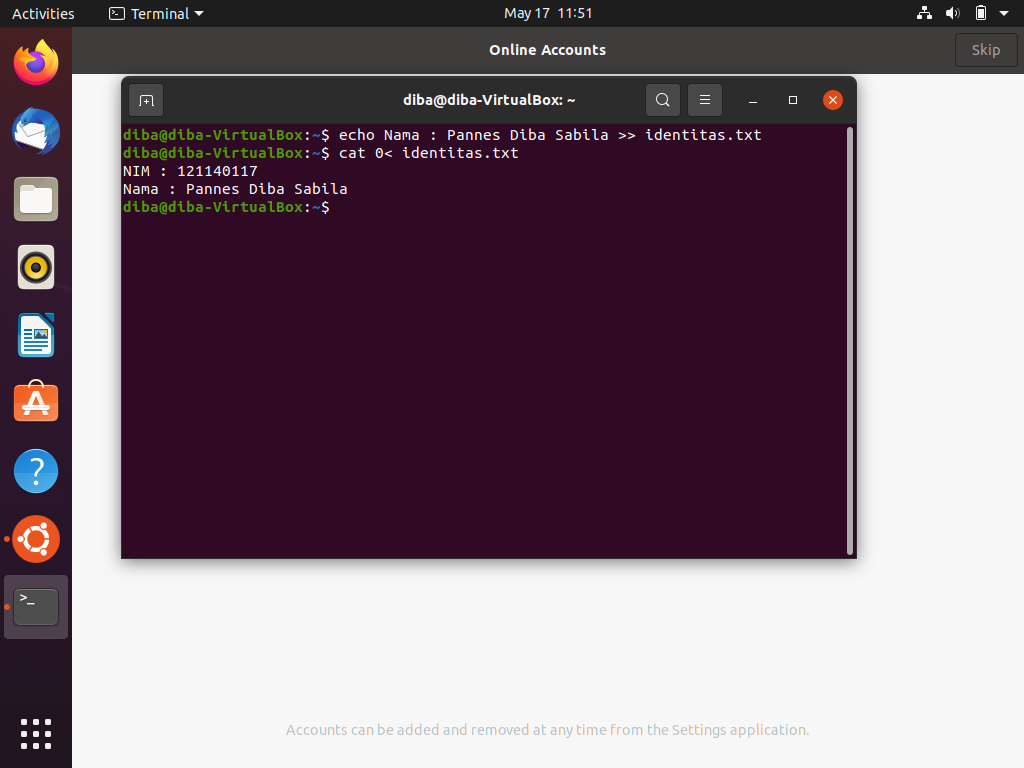 Activities Terminal May 17 11:51
Online Accounts Skip
diba@diba-VirtualBox: ~
diba@diba-VirtualBox:~$ echo Nama : Pannes Diba Sabila >> identitas.txt
diba@diba-VirtualBox:~$ cat 0< identitas.txt
NIM : 121140117
Nama : Pannes Diba Sabila
diba@diba-VirtualBox:~$
Accounts can be added and removed at any time from the Settings application.